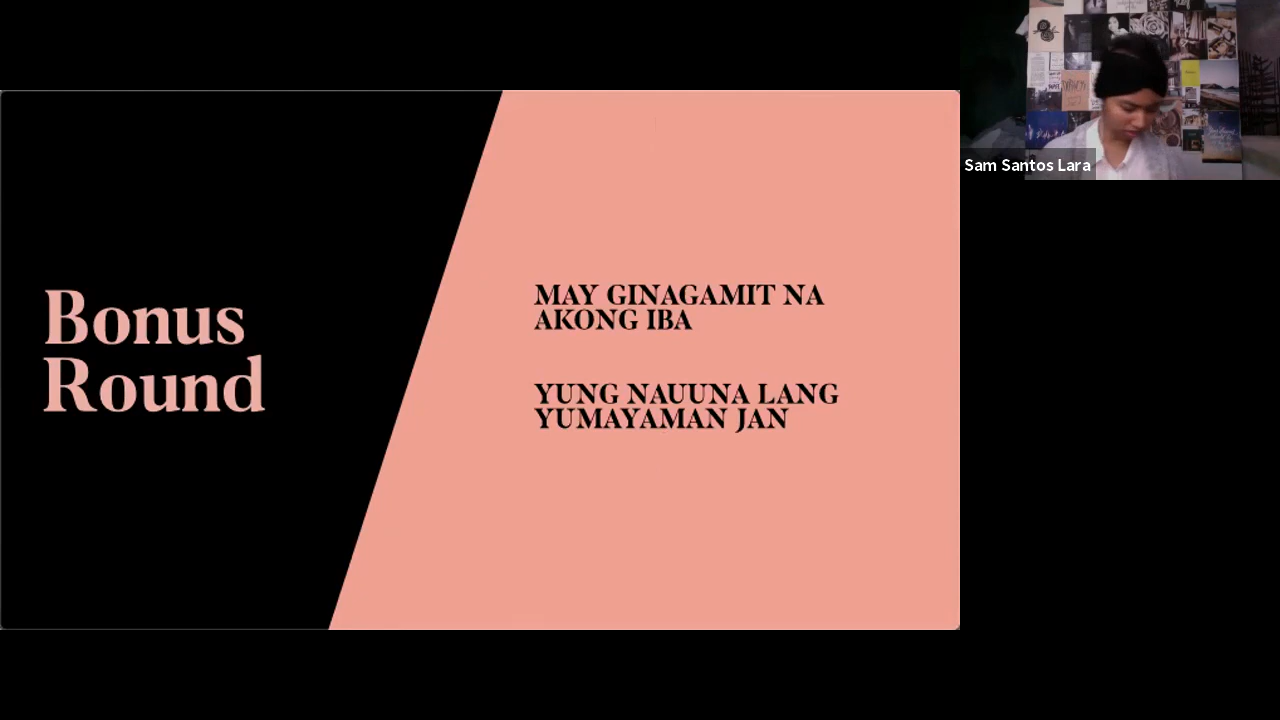 Bonus
Round
MAY GINAGAMIT NA
AKONG IBA
YUNG NAUUNA LANG
YUMAYAMAN JAN
Sam Santos Lara